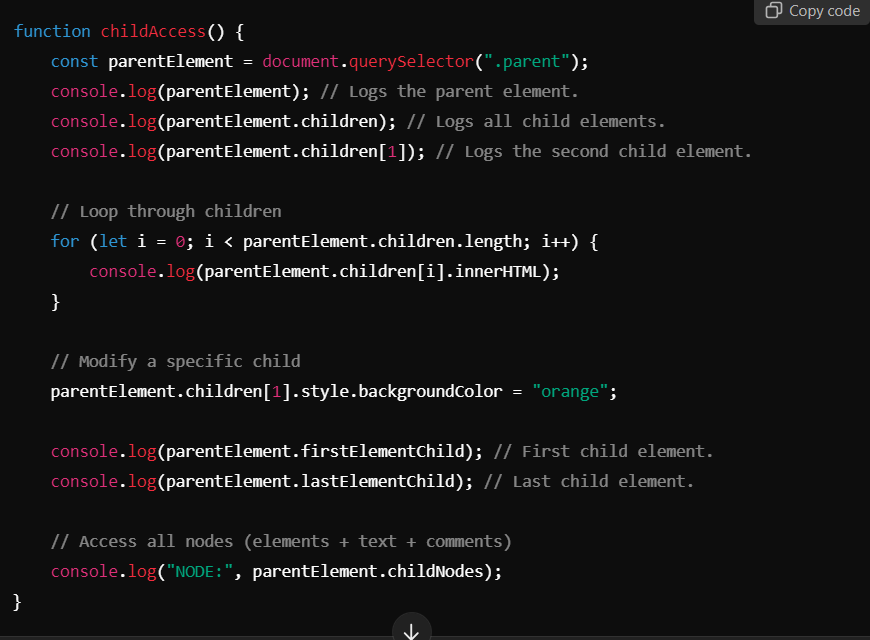 Copy code
function childAccess() {
    const parentElement = document.querySelector(".parent");
    console.log(parentElement); // Logs the parent element.
    console.log(parentElement.children); // Logs all child elements.
    console.log(parentElement.children[1]); // Logs the second child element.

    // Loop through children
    for (let i = 0; i < parentElement.children.length; i++) {
        console.log(parentElement.children[i].innerHTML);
    }

    // Modify a specific child
    parentElement.children[1].style.backgroundColor = "orange";

    console.log(parentElement.firstElementChild); // First child element.
    console.log(parentElement.lastElementChild); // Last child element.

    // Access all nodes (elements + text + comments)
    console.log("NODE:", parentElement.childNodes);
}